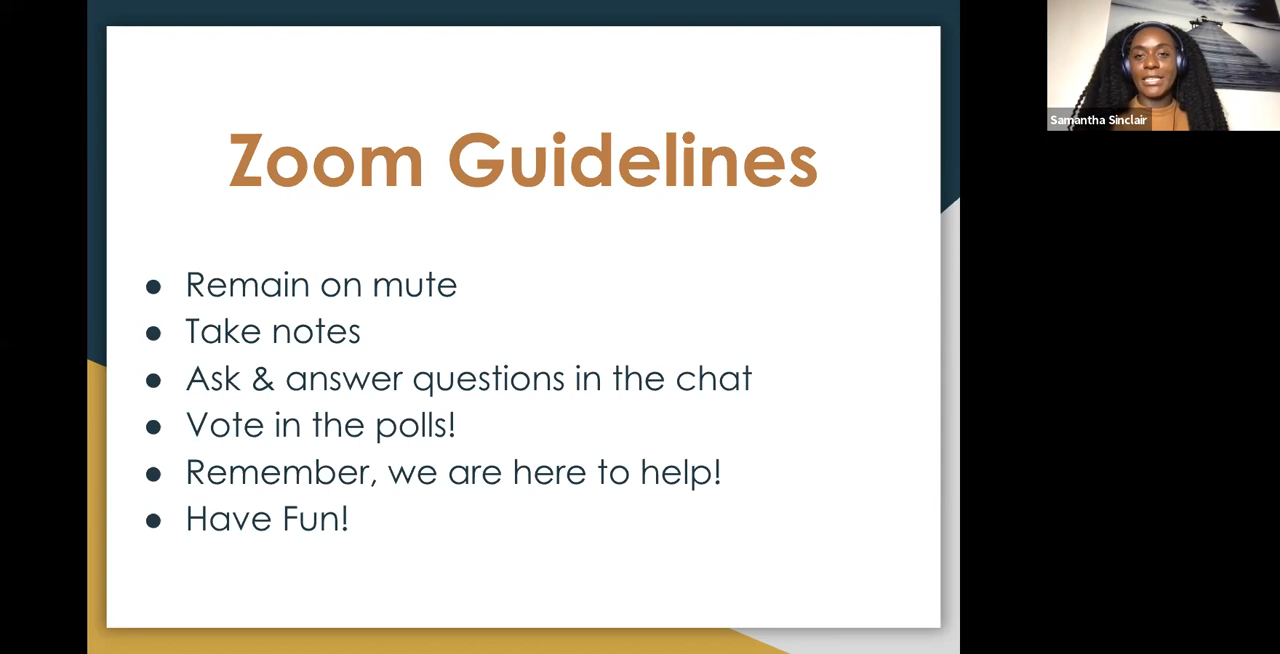 Zoom Guidelines
● Remain on mute
● Take notes
● Ask & answer questions in the chat
● Vote in the polls!
● Remember, we are here to help!
● Have Fun!
Samantha Sinclair